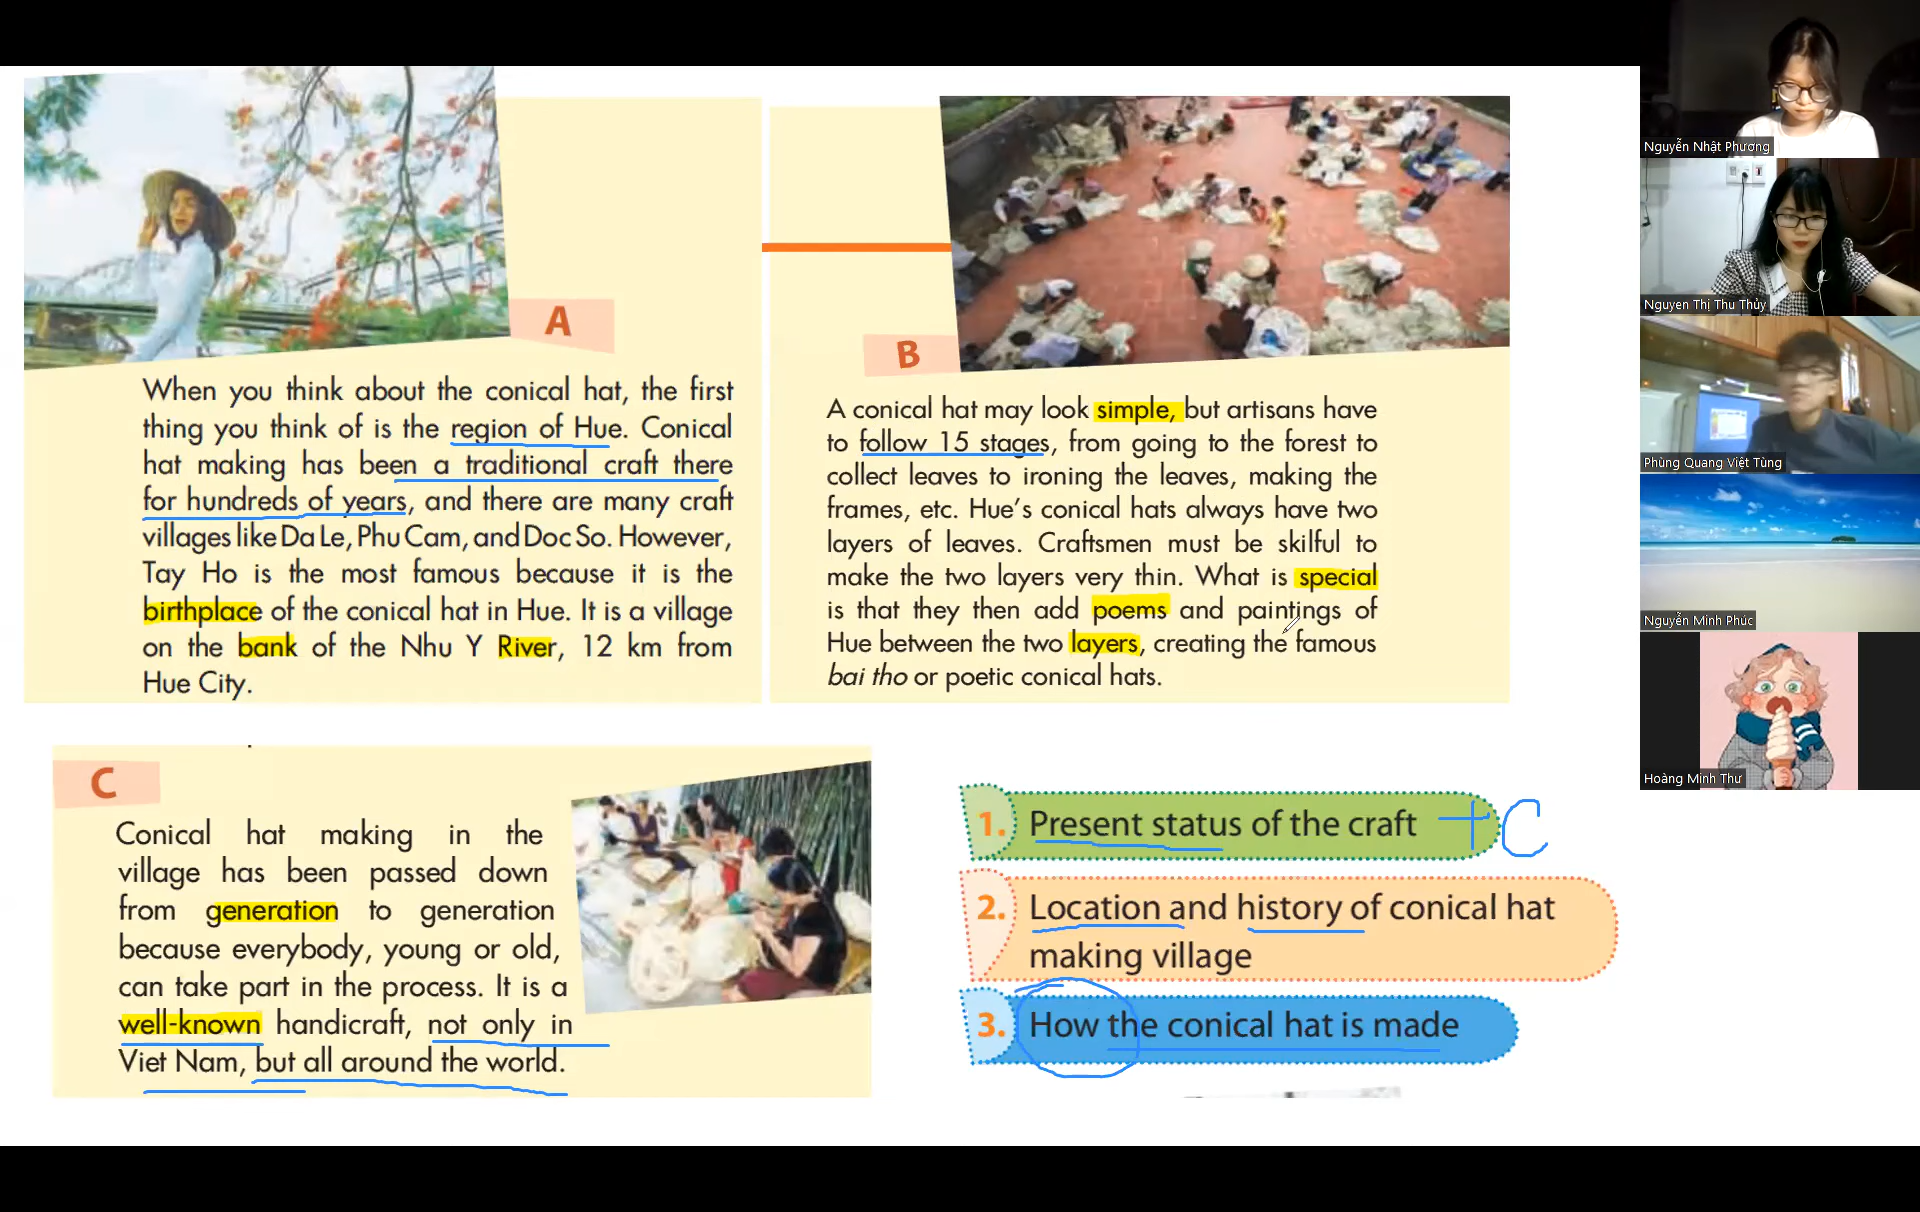 A
When you think about the conical hat, the first
thing you think of is the region of Hue. Conical
hat making has been a traditional craft there
for hundreds of years, and there are many craft
villages like Da Le, Phu Cam, and Doc So. However,
Tay Ho is the most famous because it is the
birthplace of the conical hat in Hue. It is a village
on the bank of the Nhu Y River, 12 km from
Hue City.
B
A conical hat may look simple, but artisans have
to follow 15 stages, from going to the forest to
collect leaves to ironing the leaves, making the
frames, etc. Hue's conical hats always have two
layers of leaves. Craftsmen must be skilful to
make the two layers very thin. What is special
is that they then add poems and paintings of
Hue between the two layers, creating the famous
bai tho or poetic conical hats.
C
Conical hat making in the
village has been passed down
from generation to generation
because everybody, young or old,
can take part in the process. It is a
well-known handicraft, not only in
Viet Nam, but all around the world.
1. Present status of the craft + C
2. Location and history of conical hat
making village
3. How the conical hat is made
Nguyễn Nhật Phương
Nguyen Thị Thu Thủy
Phùng Quang Việt Tùng
Nguyễn Minh Phúc
Hoàng Minh Thư